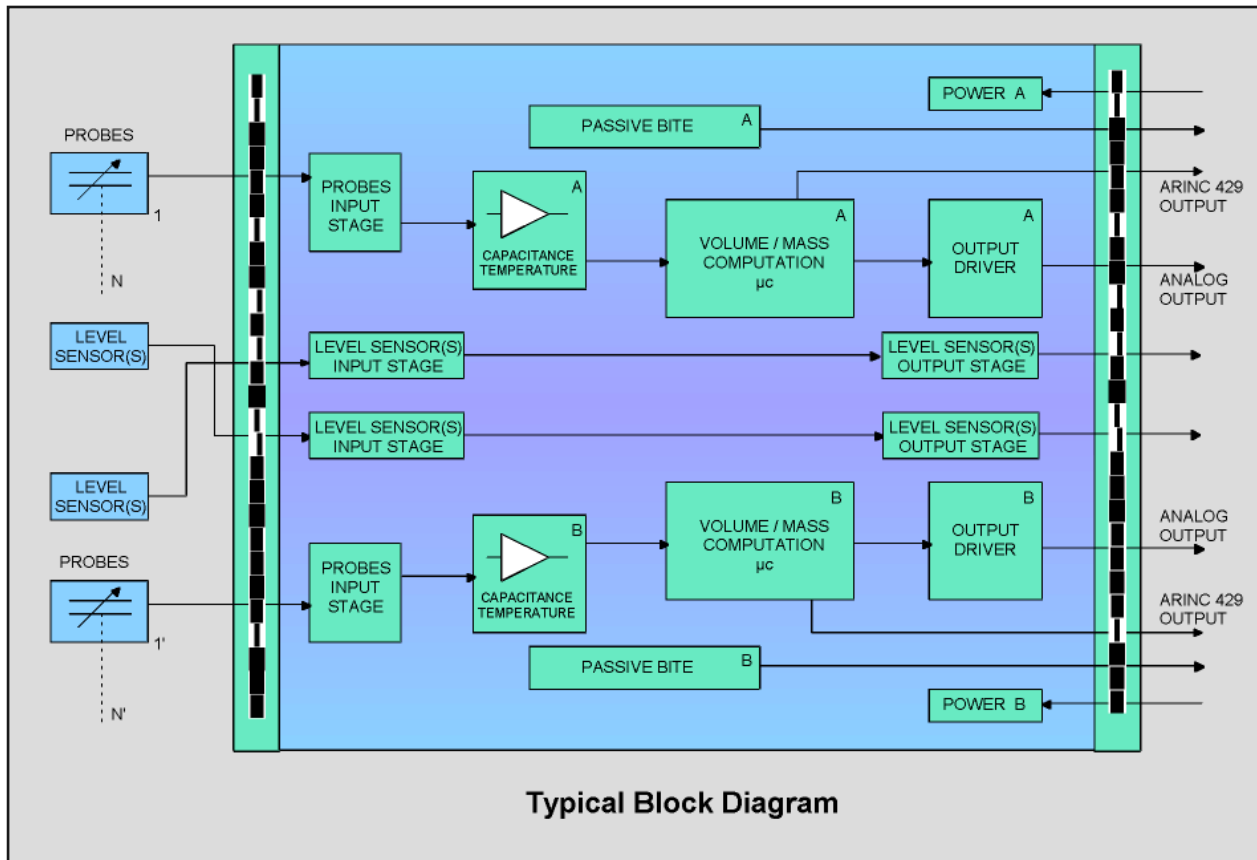 POWER A
PASSIVE BITE
A
PROBES
1
N
PROBES
INPUT
STAGE
A
CAPACITANCE
TEMPERATURE
A
VOLUME / MASS
COMPUTATION
µc
A
OUTPUT
DRIVER
ARINC 429
OUTPUT
ANALOG
OUTPUT
LEVEL
SENSOR(S)
LEVEL SENSOR(S)
INPUT STAGE
LEVEL SENSOR(S)
OUTPUT STAGE
LEVEL SENSOR(S)
INPUT STAGE
LEVEL SENSOR(S)
OUTPUT STAGE
LEVEL
SENSOR(S)
PROBES
1'
N'
PROBES
INPUT
STAGE
B
CAPACITANCE
TEMPERATURE
B
VOLUME / MASS
COMPUTATION
µc
B
OUTPUT
DRIVER
ANALOG
OUTPUT
ARINC 429
OUTPUT
PASSIVE BITE
B
POWER B
Typical Block Diagram